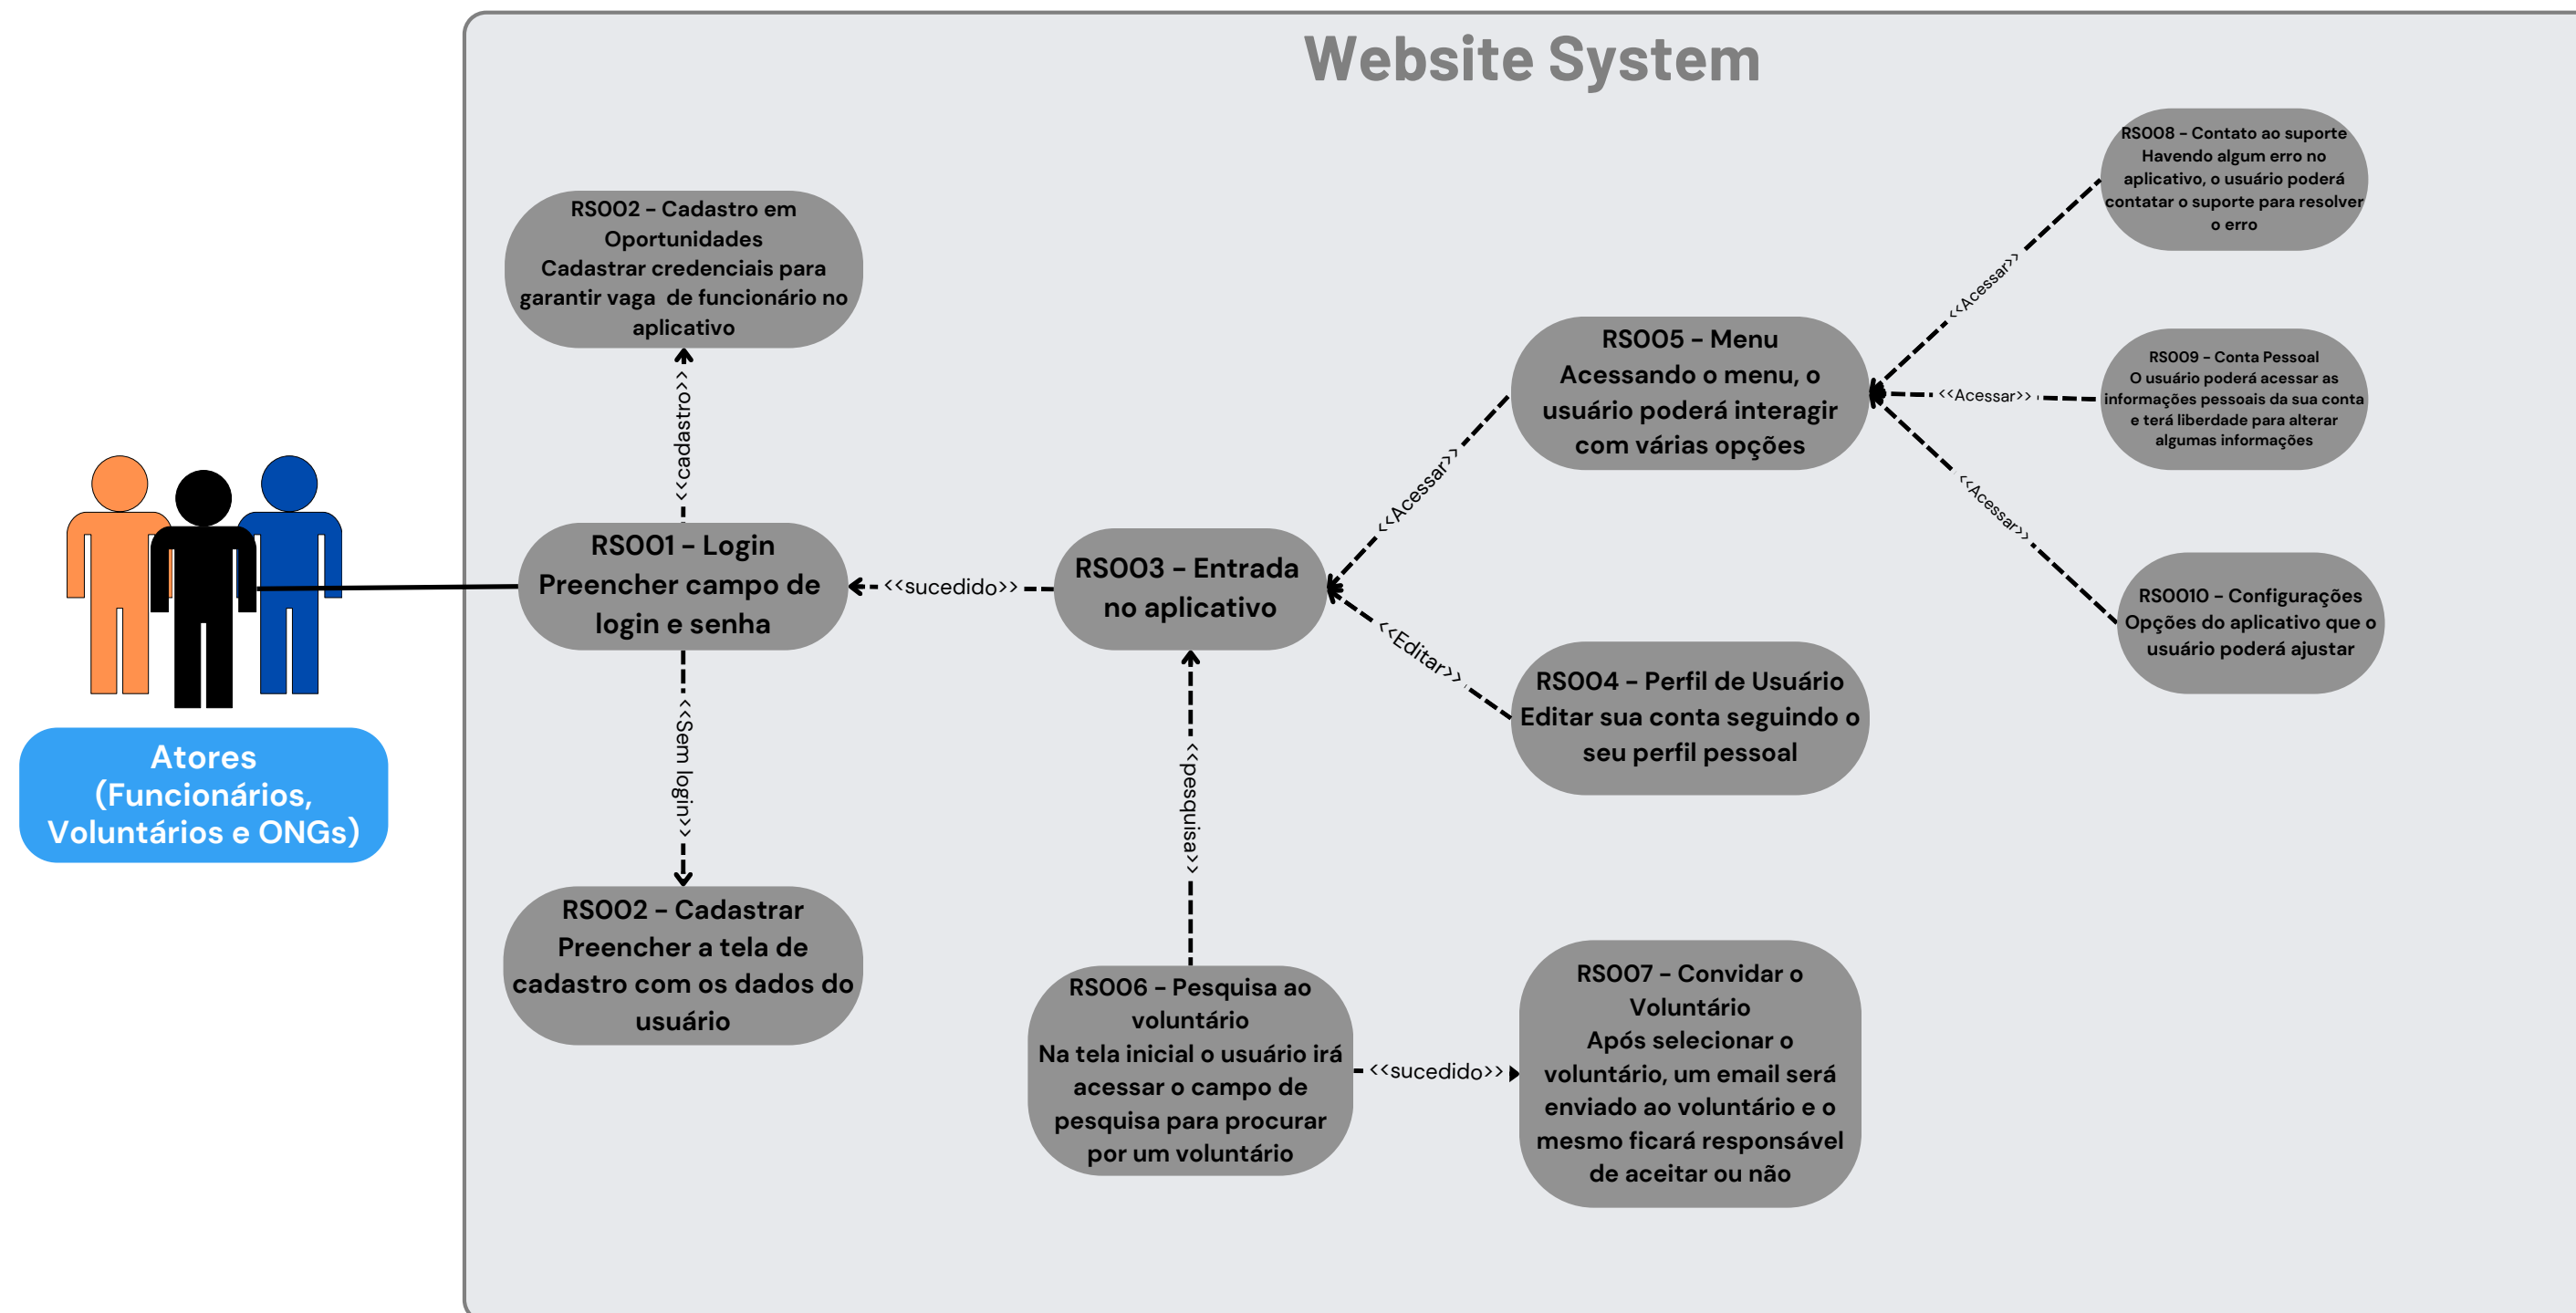 Website System
RS008 - Contato ao suporte
Havendo algum erro no
aplicativo, o usuário poderá
contatar o suporte para resolver
o erro
RS002 - Cadastro em
Oportunidades
Cadastrar credenciais para
garantir vaga  de funcionário no
aplicativo
<<Acessar>>
RS005 - Menu
Acessando o menu, o
usuário poderá interagir
com várias opções
RS009 - Conta Pessoal
O usuário poderá acessar as
informações pessoais da sua conta
e terá liberdade para alterar
algumas informações
<<Acessar>>
<<cadastro>>
<<Acessar>>
<<Acessar>>
RS001 - Login
Preencher campo de
login e senha
<<sucedido>>
RS003 - Entrada
no aplicativo
RS0010 - Configurações
Opções do aplicativo que o
usuário poderá ajustar
<<Editar>>
RS004 - Perfil de Usuário
Editar sua conta seguindo o
seu perfil pessoal
Atores
(Funcionários,
Voluntários e ONGs)
<<Sem login>>
<<pesquisa>>
RS002 - Cadastrar
Preencher a tela de
cadastro com os dados do
usuário
RS006 - Pesquisa ao
voluntário
Na tela inicial o usuário irá
acessar o campo de
pesquisa para procurar
por um voluntário
<<sucedido>>
RS007 - Convidar o
Voluntário
Após selecionar o
voluntário, um email será
enviado ao voluntário e o
mesmo ficará responsável
de aceitar ou não